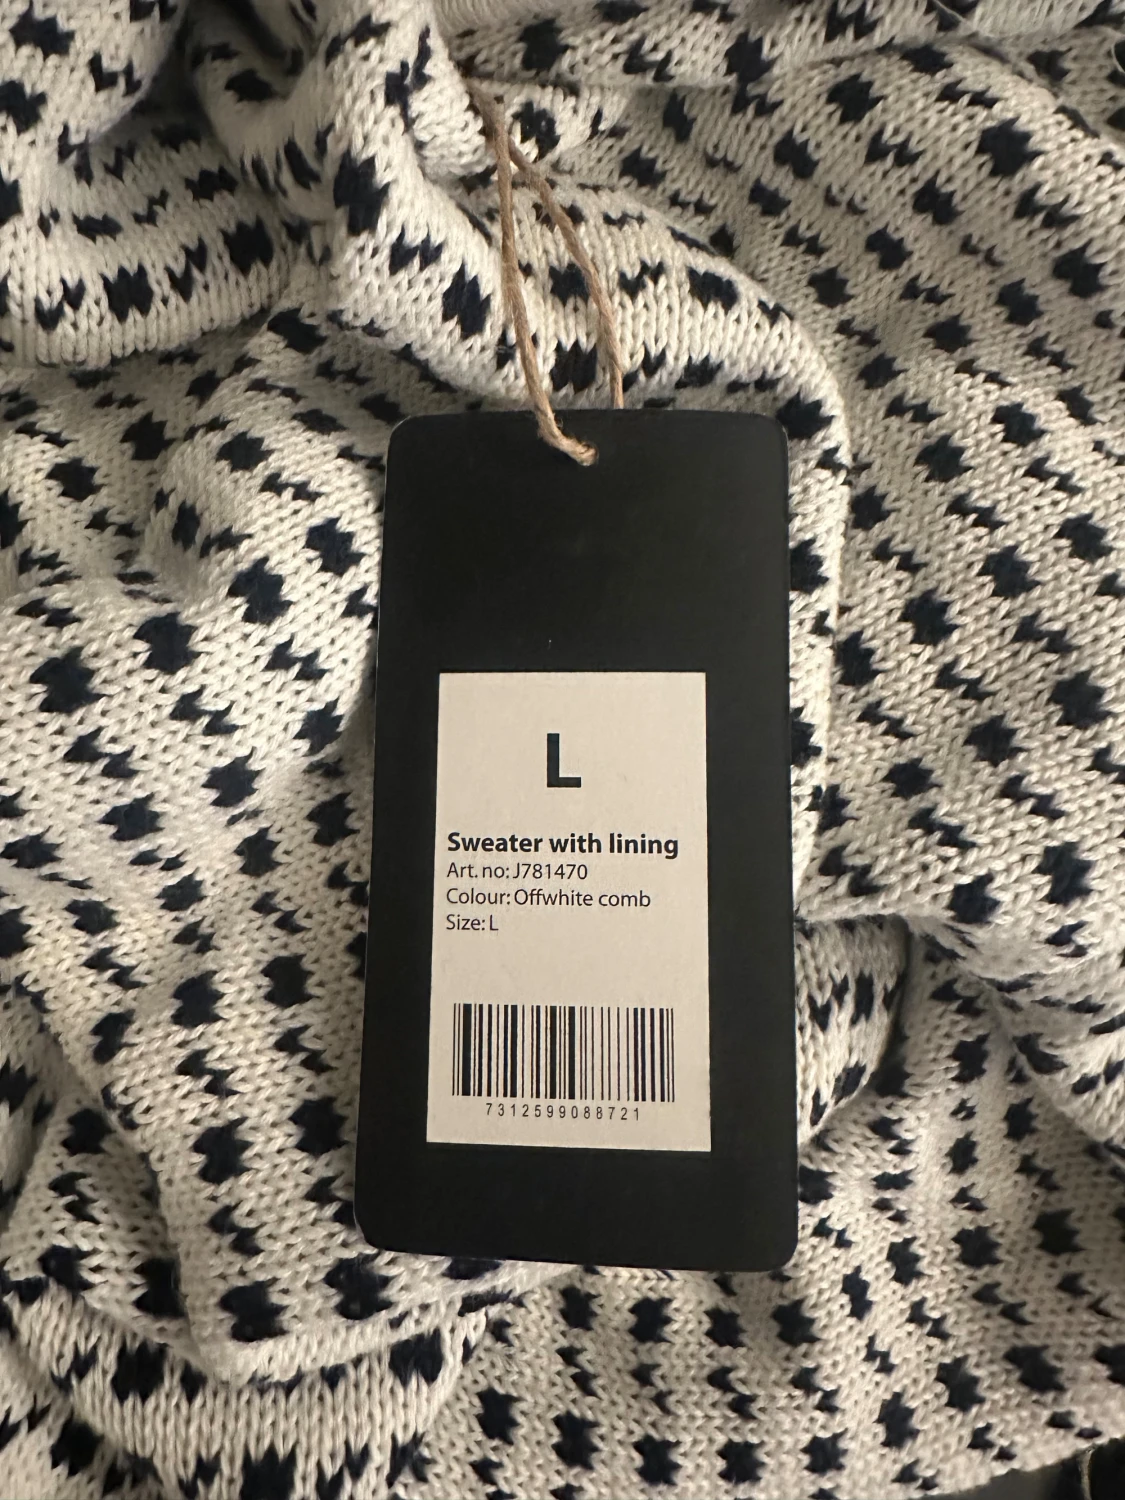 L
Sweater with lining
Art. no: J781470
Colour: Offwhite comb
Size: L
7312599088721